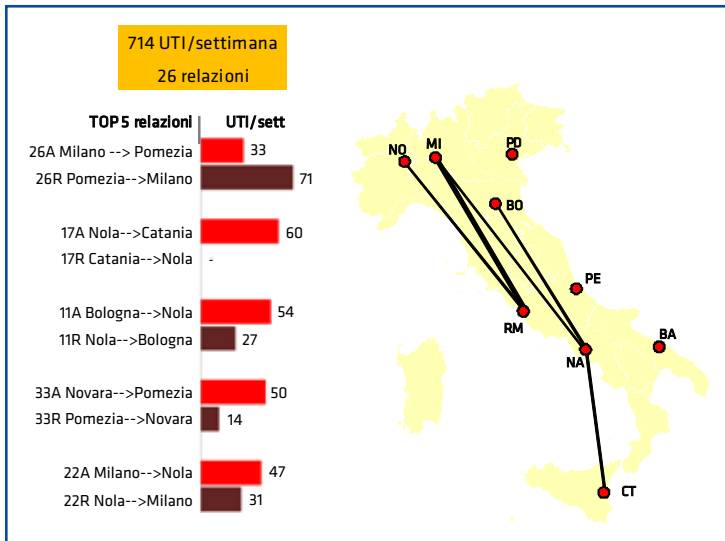 714 UTI/settimana
26 relazioni
TOP 5 relazioni UTI/sett
26A Milano --> Pomezia 33
26R Pomezia-->Milano 71
17A Nola-->Catania 60
17R Catania-->Nola -
11A Bologna-->Nola 54
11R Nola-->Bologna 27
33A Novara-->Pomezia 50
33R Pomezia-->Novara 14
22A Milano-->Nola 47
22R Nola-->Milano 31
NO
MI
PD
BO
PE
RM
BA
NA
CT